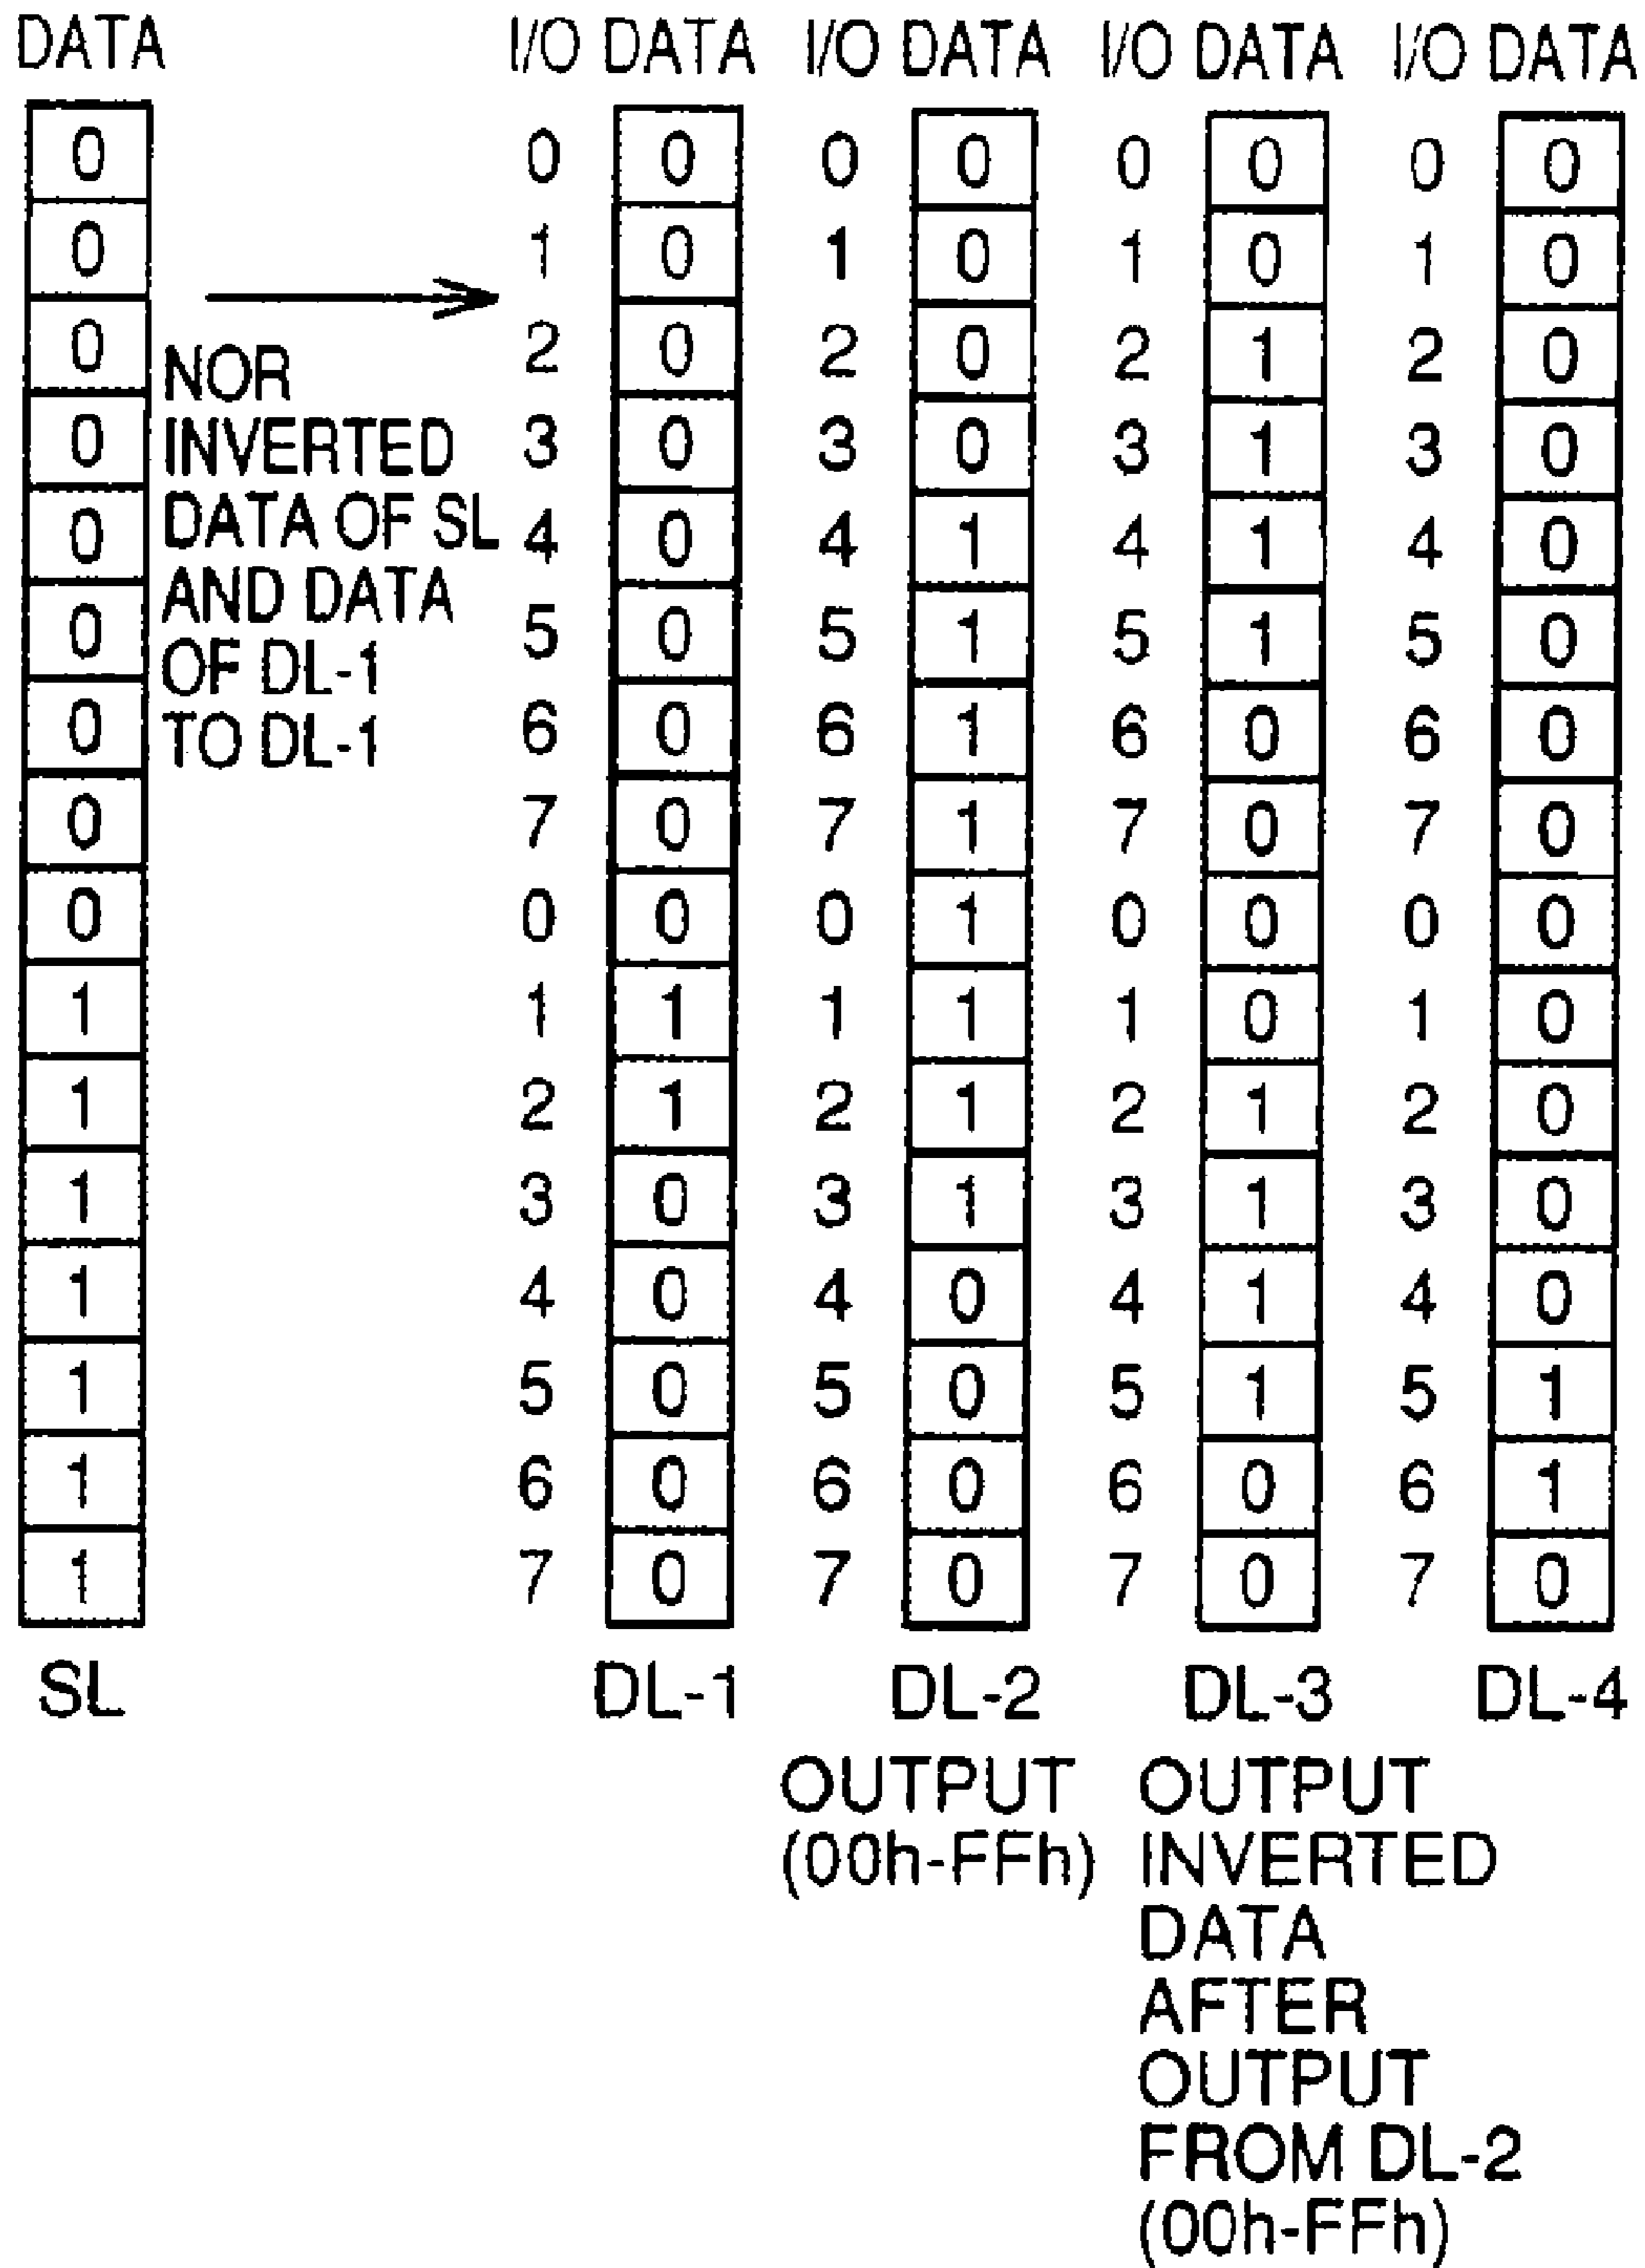 DATA I/O DATA I/O DATA I/O DATA I/O DATA
0 0 0 0 0 0 0 0 0
0 1 0 1 0 1 0 1 0
0 2 0 2 0 2 1 2 0
NOR
0 3 0 3 0 3 1 3 0
INVERTED
0 4 0 4 1 4 1 4 0
DATA OF SL
AND DATA
0 5 0 5 1 5 1 5 0
OF DL-1
0 6 0 6 1 6 0 6 0
TO DL-1
0 7 0 7 1 7 0 7 0
0 0 0 0 1 0 0 0 0
1 1 1 1 1 1 0 1 0
1 2 1 2 1 2 1 2 0
1 3 0 3 1 3 1 3 0
1 4 0 4 0 4 1 4 0
1 5 0 5 0 5 1 5 1
1 6 0 6 0 6 0 6 1
1 7 0 7 0 7 0 7 0
SL DL-1 DL-2 DL-3 DL-4
OUTPUT
(00h-FFh)
OUTPUT
INVERTED
DATA
AFTER
OUTPUT
FROM DL-2
(00h-FFh)